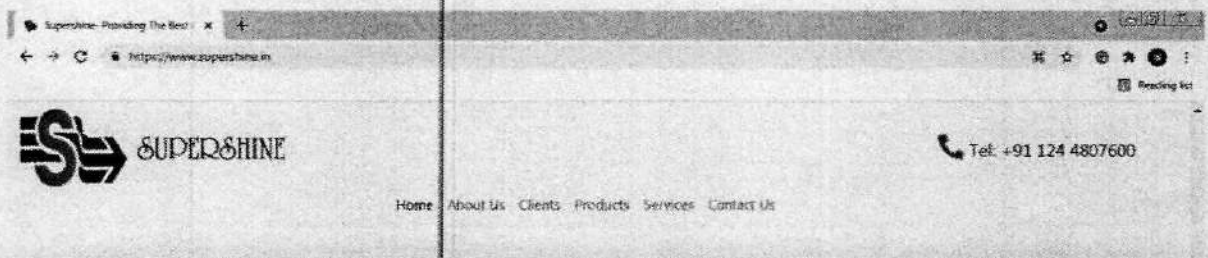 Supershine- Providing The Best
https://www.supershine.in
Reading list
SUPERSHINE
Tel: +91 124 4807600
Home About Us Clients Products Services Contact Us